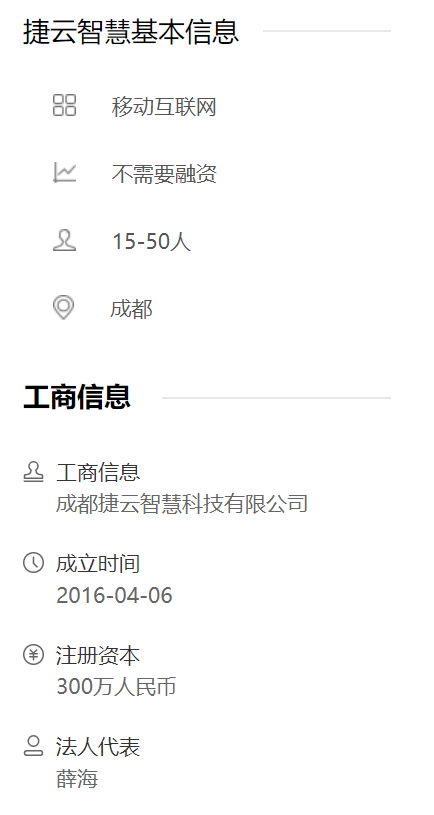 捷云智慧基本信息
移动互联网
不需要融资
15-50人
成都
工商信息
工商信息
成都捷云智慧科技有限公司
成立时间
2016-04-06
注册资本
300万人民币
法人代表
薛海